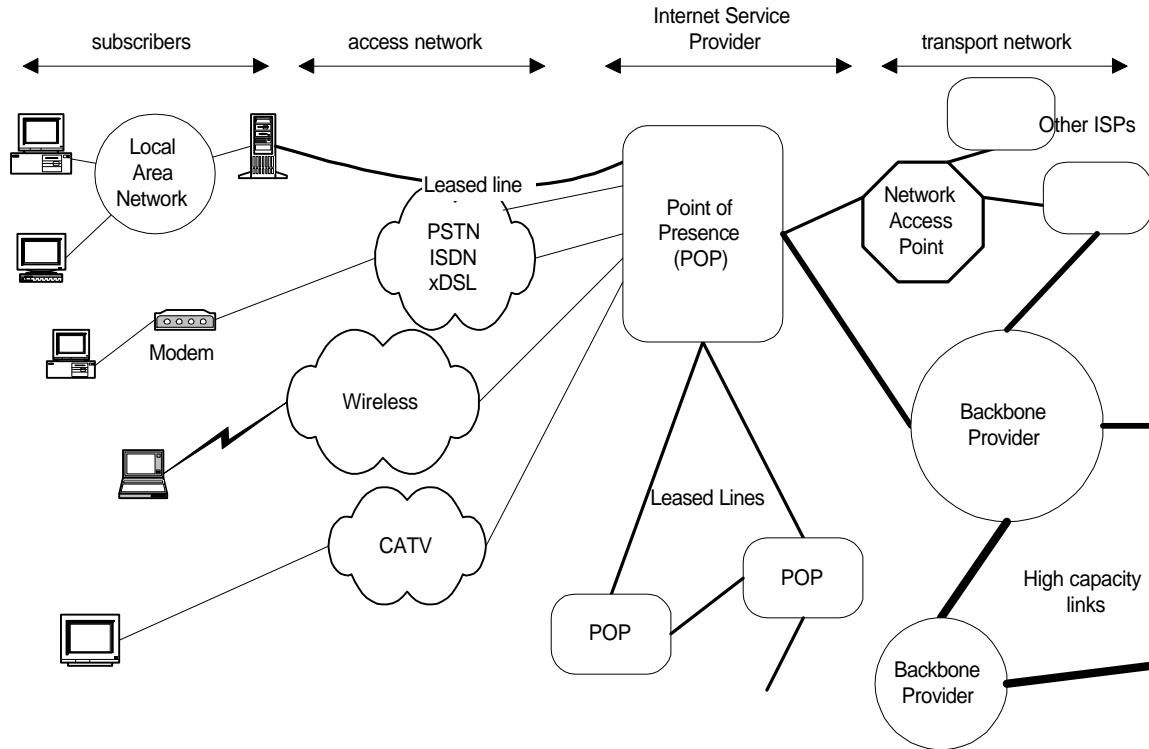 subscribers
access network
Internet Service
Provider
transport network
Local
Area
Network
Leased line
PSTN
ISDN
xDSL
Modem
Wireless
CATV
Point of
Presence
(POP)
Leased Lines
POP
POP
Other ISPs
Network
Access
Point
Backbone
Provider
High capacity
links
Backbone
Provider